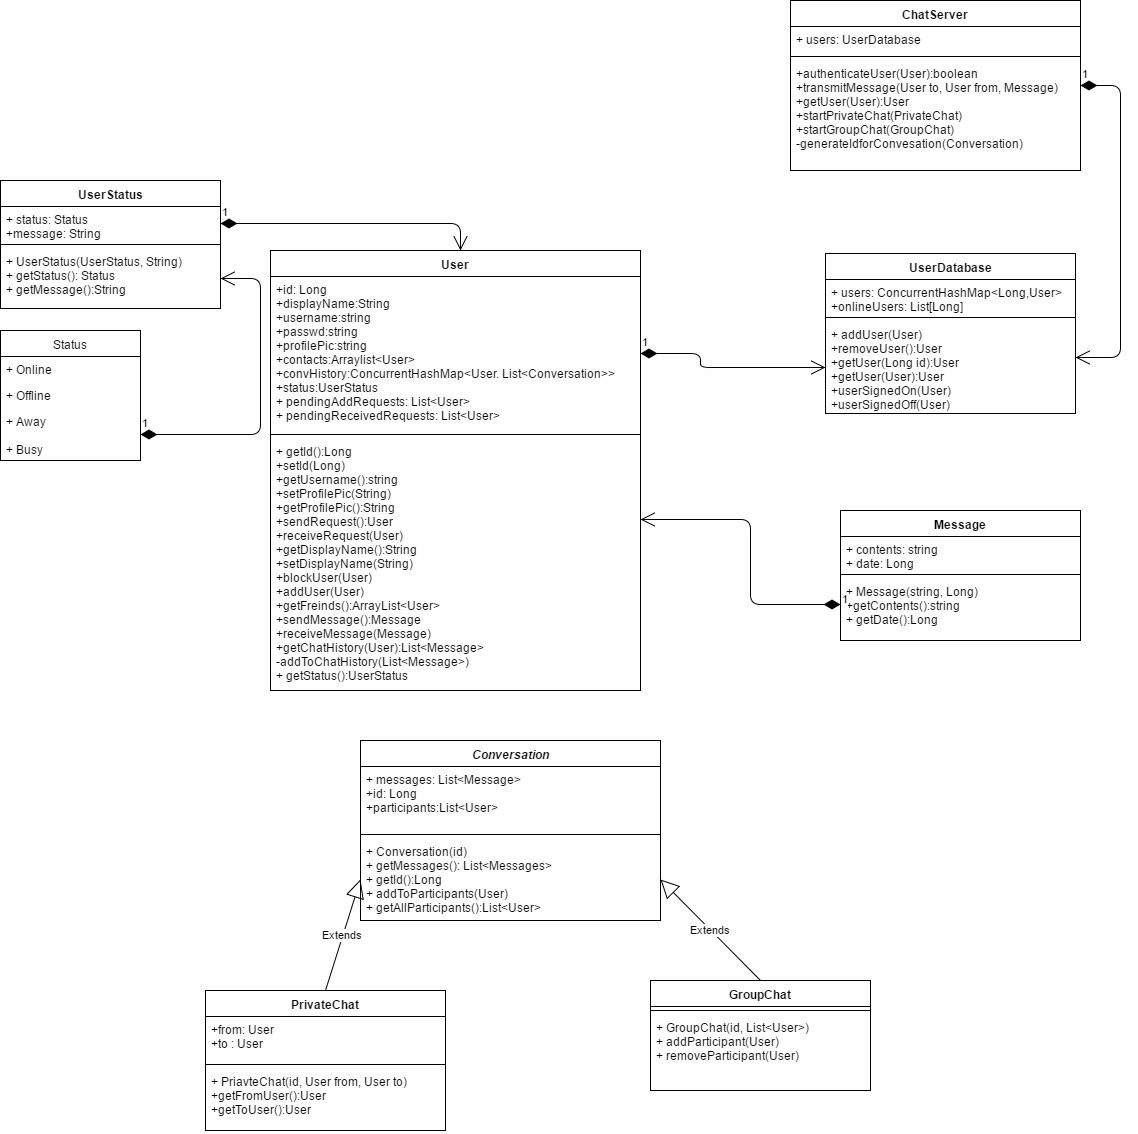 ChatServer
+ users: UserDatabase
+authenticateUser(User):boolean
+transmitMessage(User to, User from, Message)
+getUser(User):User
+startPrivateChat(PrivateChat)
+startGroupChat(GroupChat)
-generateIdforConvesation(Conversation)
1
UserStatus
+ status: Status
+message: String
+ UserStatus(UserStatus, String)
+ getStatus(): Status
+ getMessage():String
1
Status
+ Online
+ Offline
+ Away
+ Busy
1
User
+id: Long
+displayName:String
+username:string
+passwd:string
+profilePic:string
+contacts:Arraylist<User>
+convHistory:ConcurrentHashMap<User. List<Conversation>>
+status:UserStatus
+ pendingAddRequests: List<User>
+ pendingReceivedRequests: List<User>
+ getId():Long
+setId(Long)
+getUsername():string
+setProfilePic(String)
+getProfilePic():String
+sendRequest():User
+receiveRequest(User)
+getDisplayName():String
+setDisplayName(String)
+blockUser(User)
+addUser(User)
+getFreinds():ArrayList<User>
+sendMessage():Message
+receiveMessage(Message)
+getChatHistory(User):List<Message>
-addToChatHistory(List<Message>)
+ getStatus():UserStatus
1
UserDatabase
+ users: ConcurrentHashMap<Long,User>
+onlineUsers: List[Long]
+ addUser(User)
+removeUser():User
+getUser(Long id):User
+getUser(User):User
+userSignedOn(User)
+userSignedOff(User)
Message
+ contents: string
+ date: Long
+ Message(string, Long)
+getContents():string
+ getDate():Long
1
Conversation
+ messages: List<Message>
+id: Long
+participants:List<User>
+ Conversation(id)
+ getMessages(): List<Messages>
+ getId():Long
+ addToParticipants(User)
+ getAllParticipants():List<User>
Extends
Extends
PrivateChat
+from: User
+to : User
+ PriavteChat(id, User from, User to)
+getFromUser():User
+getToUser():User
GroupChat
+ GroupChat(id, List<User>)
+ addParticipant(User)
+ removeParticipant(User)